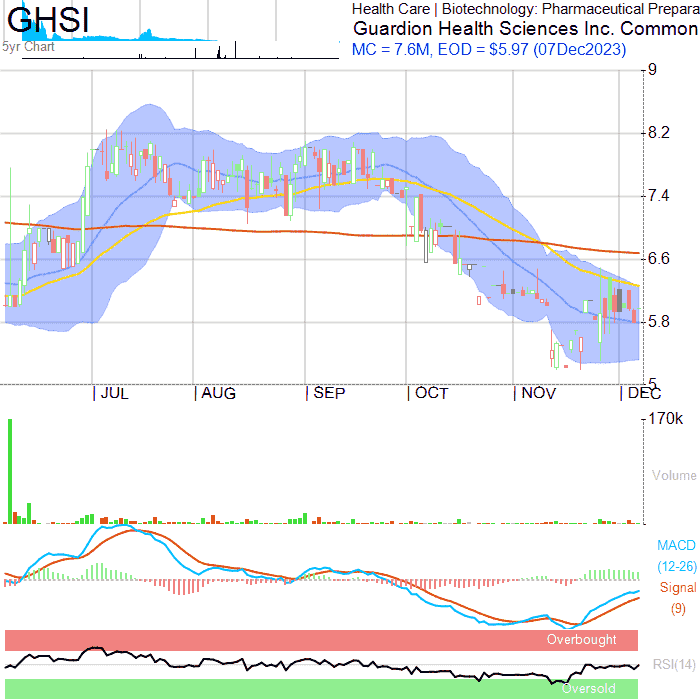 GHSI
Health Care | Biotechnology: Pharmaceutical Prepara
Guardion Health Sciences Inc. Common
5yr Chart
MC = 7.6M, EOD = $5.97 (07Dec2023)
9
8.2
7.4
6.6
5.8
5
JUL AUG SEP OCT NOV DEC
170k
Volume
MACD
(12-26)
Signal
(9)
Overbought
RSI(14)
Oversold